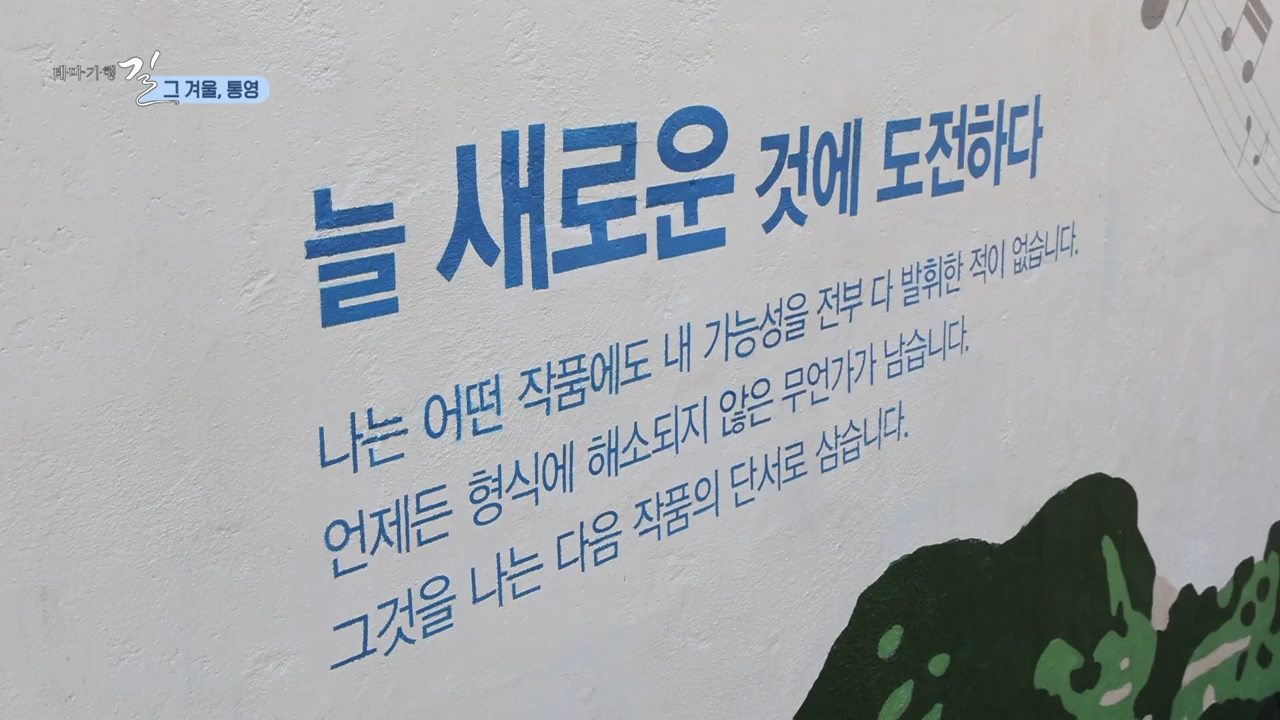 테마기행 길
그 겨울, 통영
늘 새로운 것에 도전하다
나는 어떤 작품에도 내 가능성을 전부 다 발휘한 적이 없습니다.
언제든 형식에 해소되지 않은 무언가가 남습니다.
그것을 나는 다음 작품의 단서로 삼습니다.